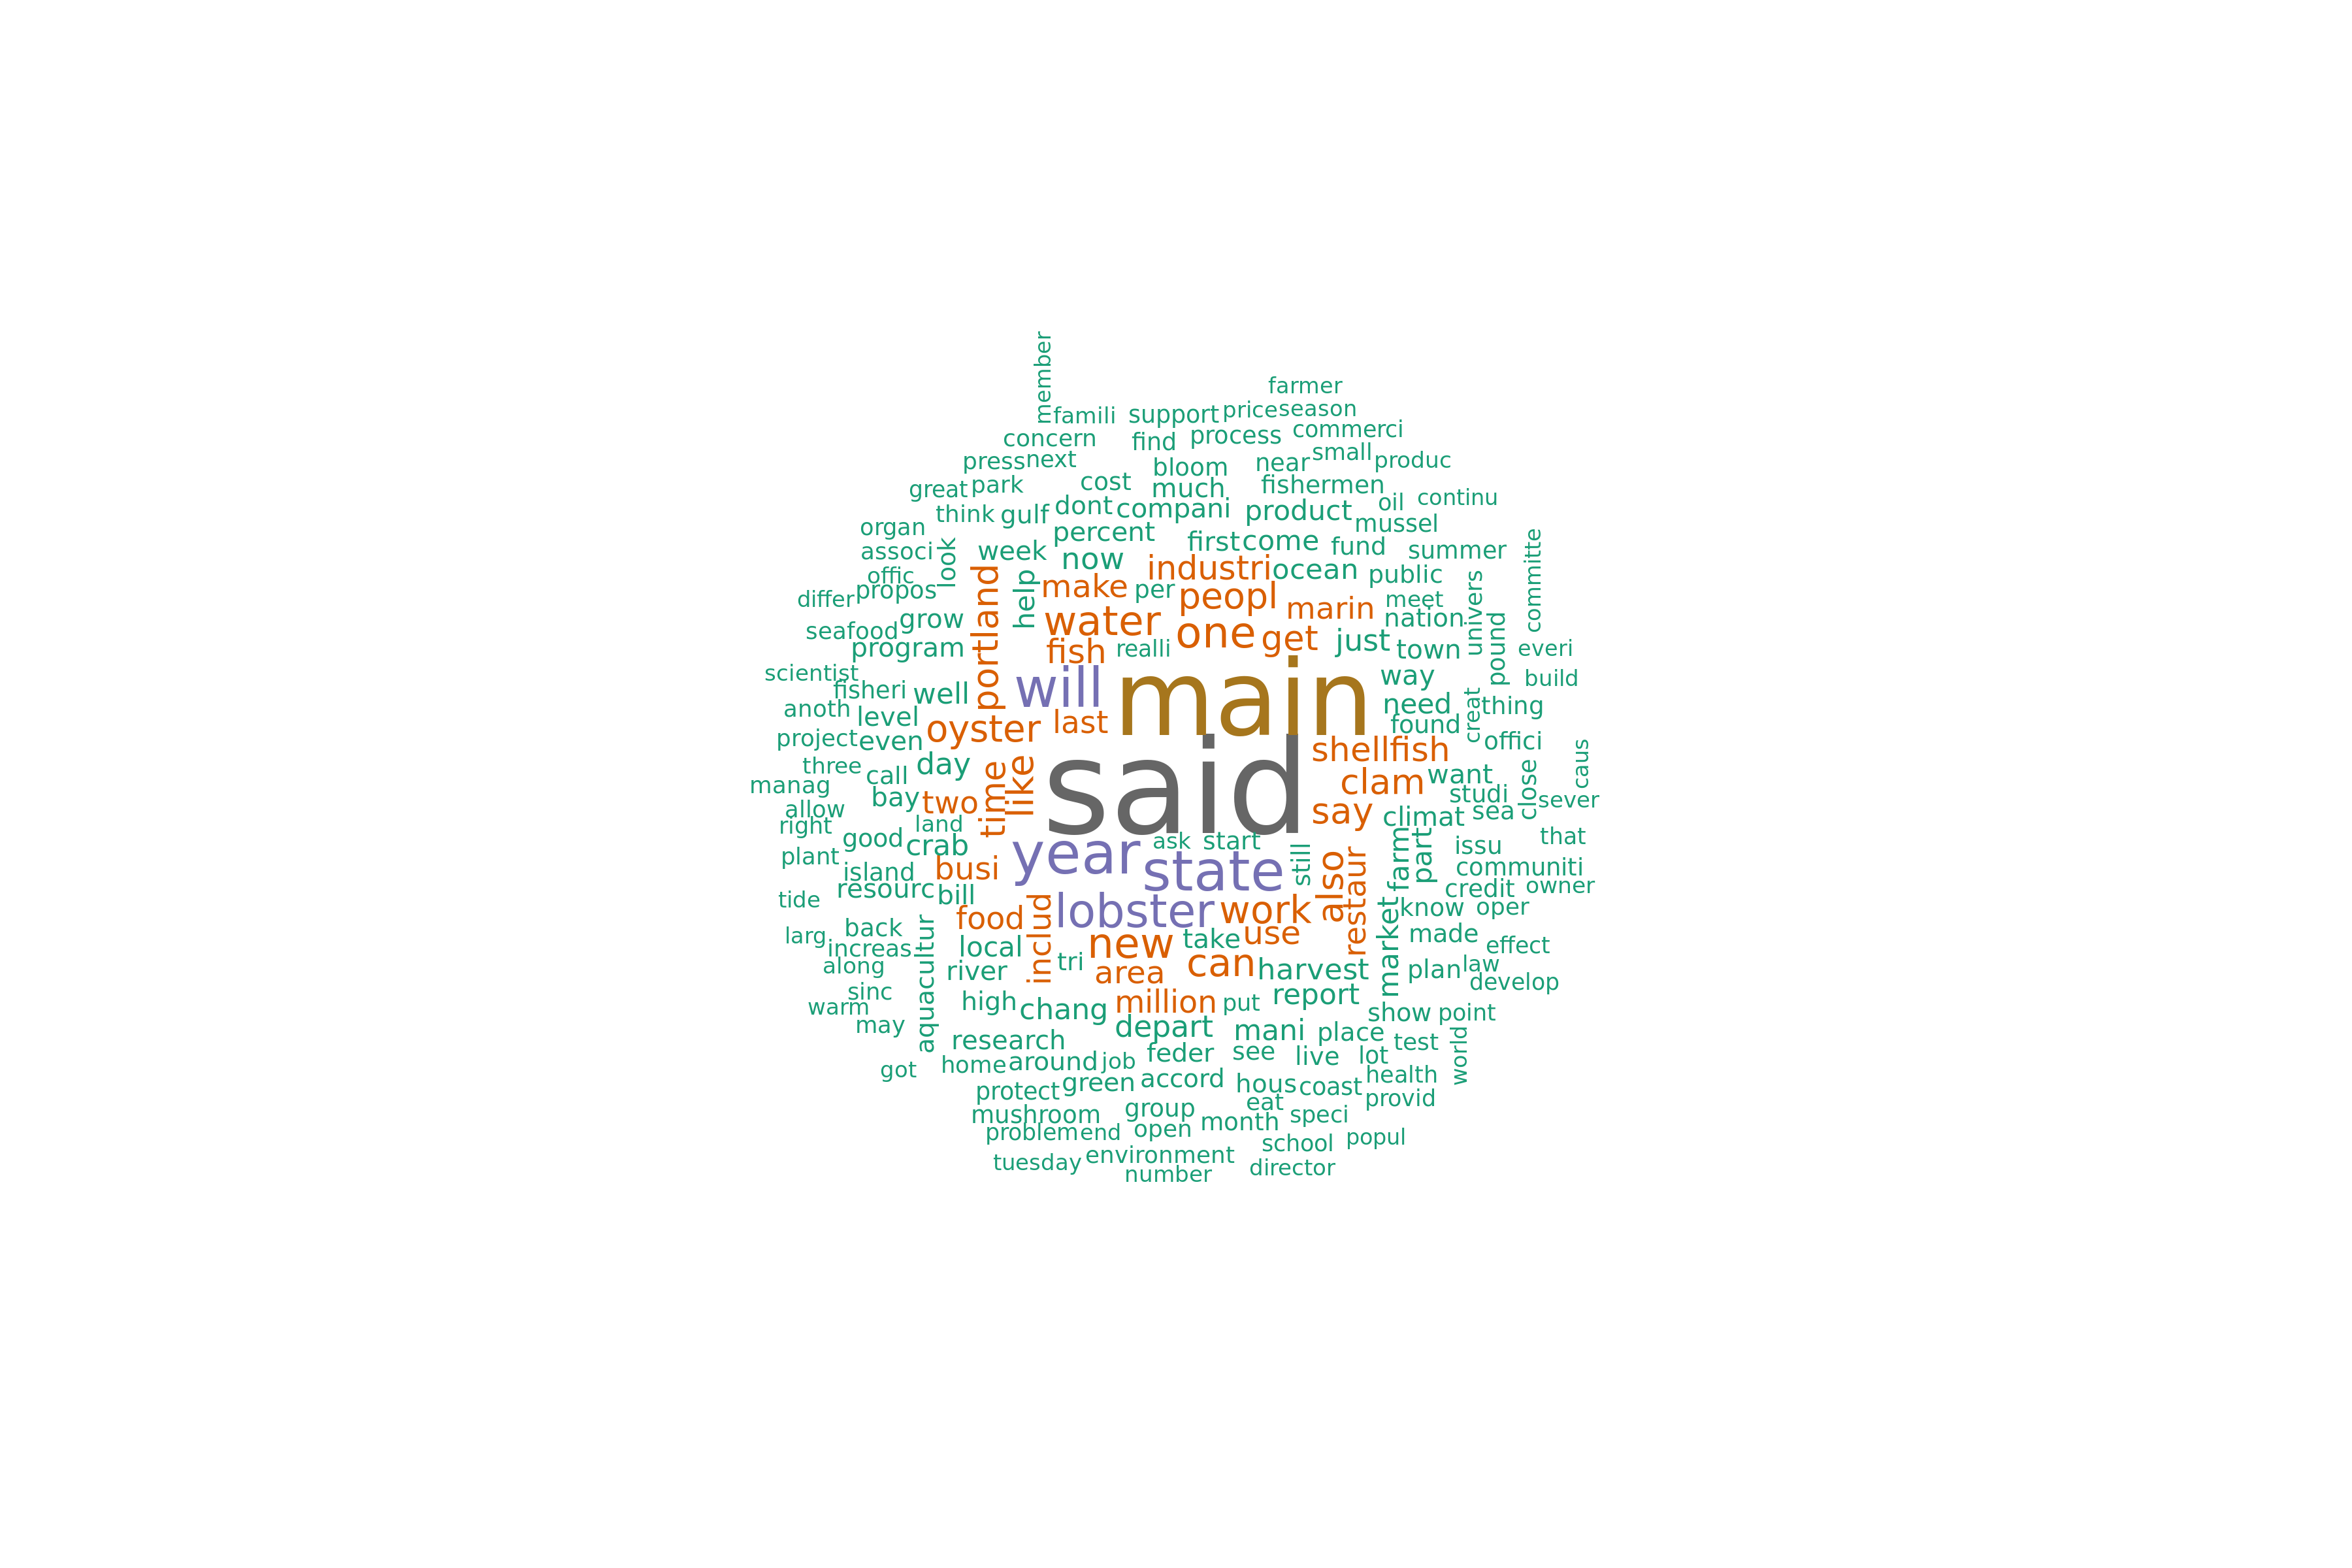 member
farmer
famili support price season
concern find process commerci
press next bloom near small produc
great park cost much fishermen oil continu
think gulf dont compani product mussel
organ percent first come fund summer committe
associ look week now industri ocean public
offic propos portland help make per peopl marin meet univers
differ grow water one get nation pound
seafood program fish realli just town everi
scientist will main way build
fisheri well need creat thing
anoth level oyster last found
project even said shellfish offici caus
three call day time like clam want close
manag bay two say studi sever
allow land climat sea
right good crab ask start farm part issu that
plant island busi year state still also restaur communiti
resourc bill credit owner
tide food includ lobster work market know oper
larg back aquacultur local new take use made effect
increas
along river tri area can harvest plan law develop
sinc high chang million put report show point
warm may depart mani place
research test world
got home around job feder see live lot health
protect green accord hous coast provid
mushroom group eat month speci
problem end open school popul
tuesday environment director
number